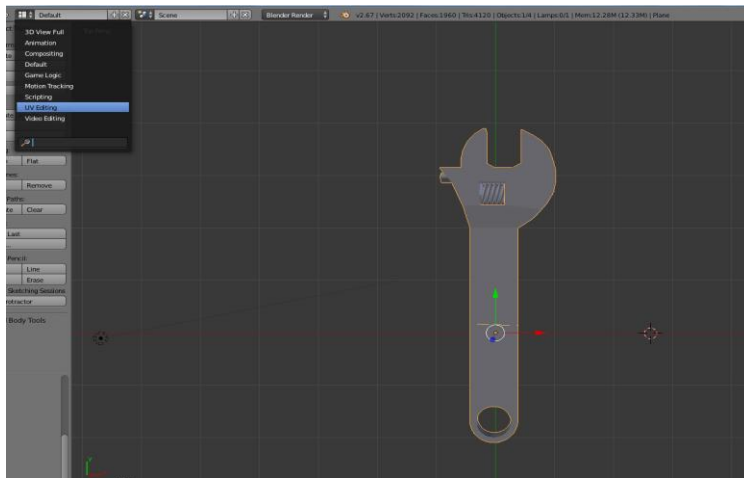 Default Scene Blender Render v2.67 | Verts:2092 | Faces:1960 | Tris:4120 | Objects:1/4 | Lamps:0/1 | Mem:12.28M (12.33M) | Plane
3D View Full
Animation
Compositing
Default
Game Logic
Motion Tracking
Scripting
UV Editing
Video Editing
Flat
Remove
Paths:
Clear
Last
Pencil:
Line
Erase
Sketching Sessions
Body Tools